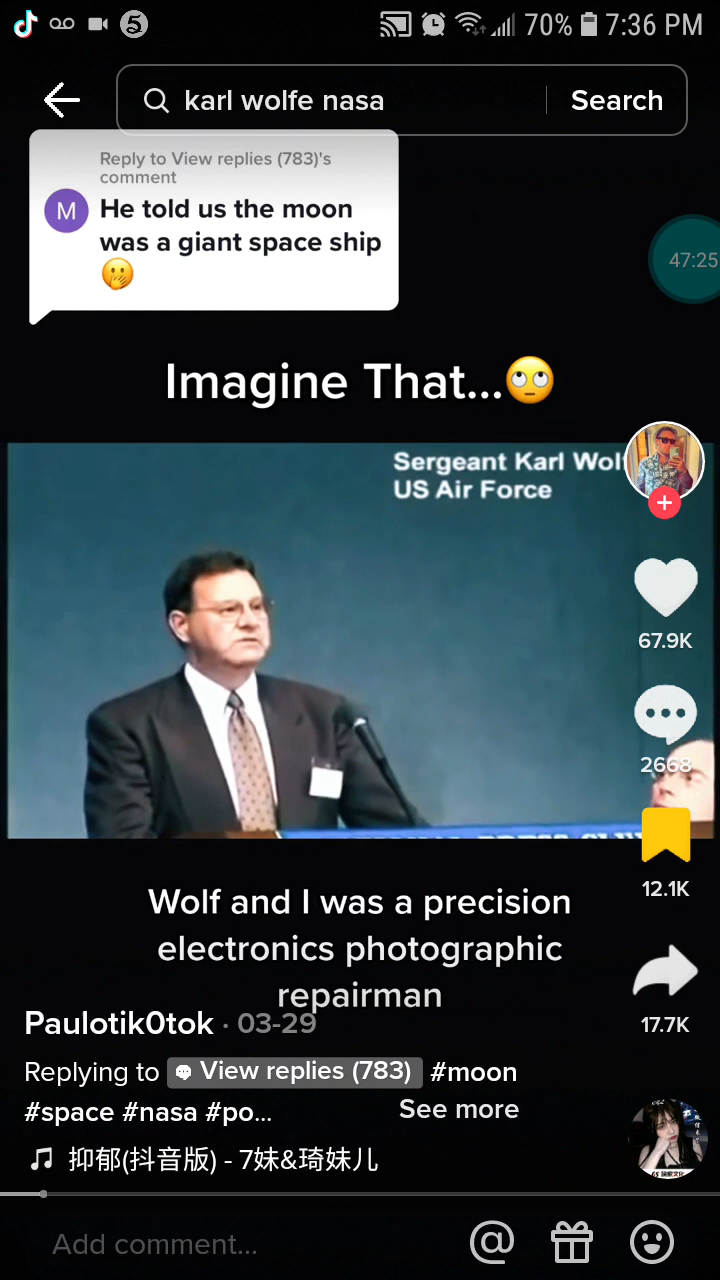 5 70% 7:36 PM
karl wolfe nasa Search
Reply to View replies (783)'s
comment
M
He told us the moon
was a giant space ship
🤭
47:25
Imagine That...🙄
Sergeant Karl Wolf
US Air Force
67.9K
2668
12.1K
Wolf and I was a precision
electronics photographic
repairman
17.7K
Paulotik0tok · 03-29
Replying to View replies (783) #moon
#space #nasa #po... See more
抑郁(抖音版) - 7妹&琦妹儿
Add comment...